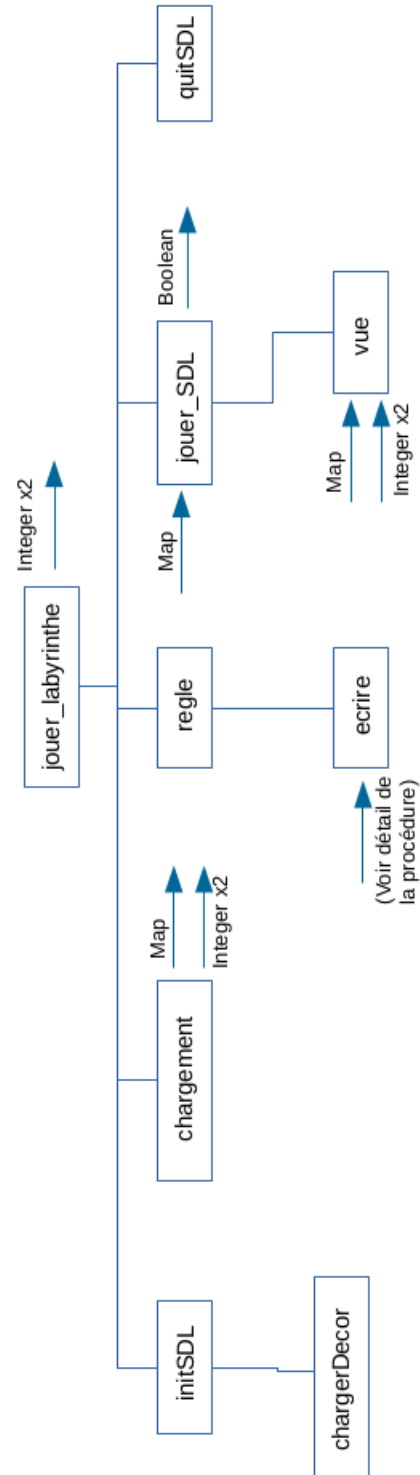 jouer_labyrinthe
Integer x2
initSDL
chargement
Map
Integer x2
regle
Map
jouer_SDL
Boolean
quitSDL
chargerDecor
(Voir détail de
la procédure)
ecrire
Map
Integer x2
vue